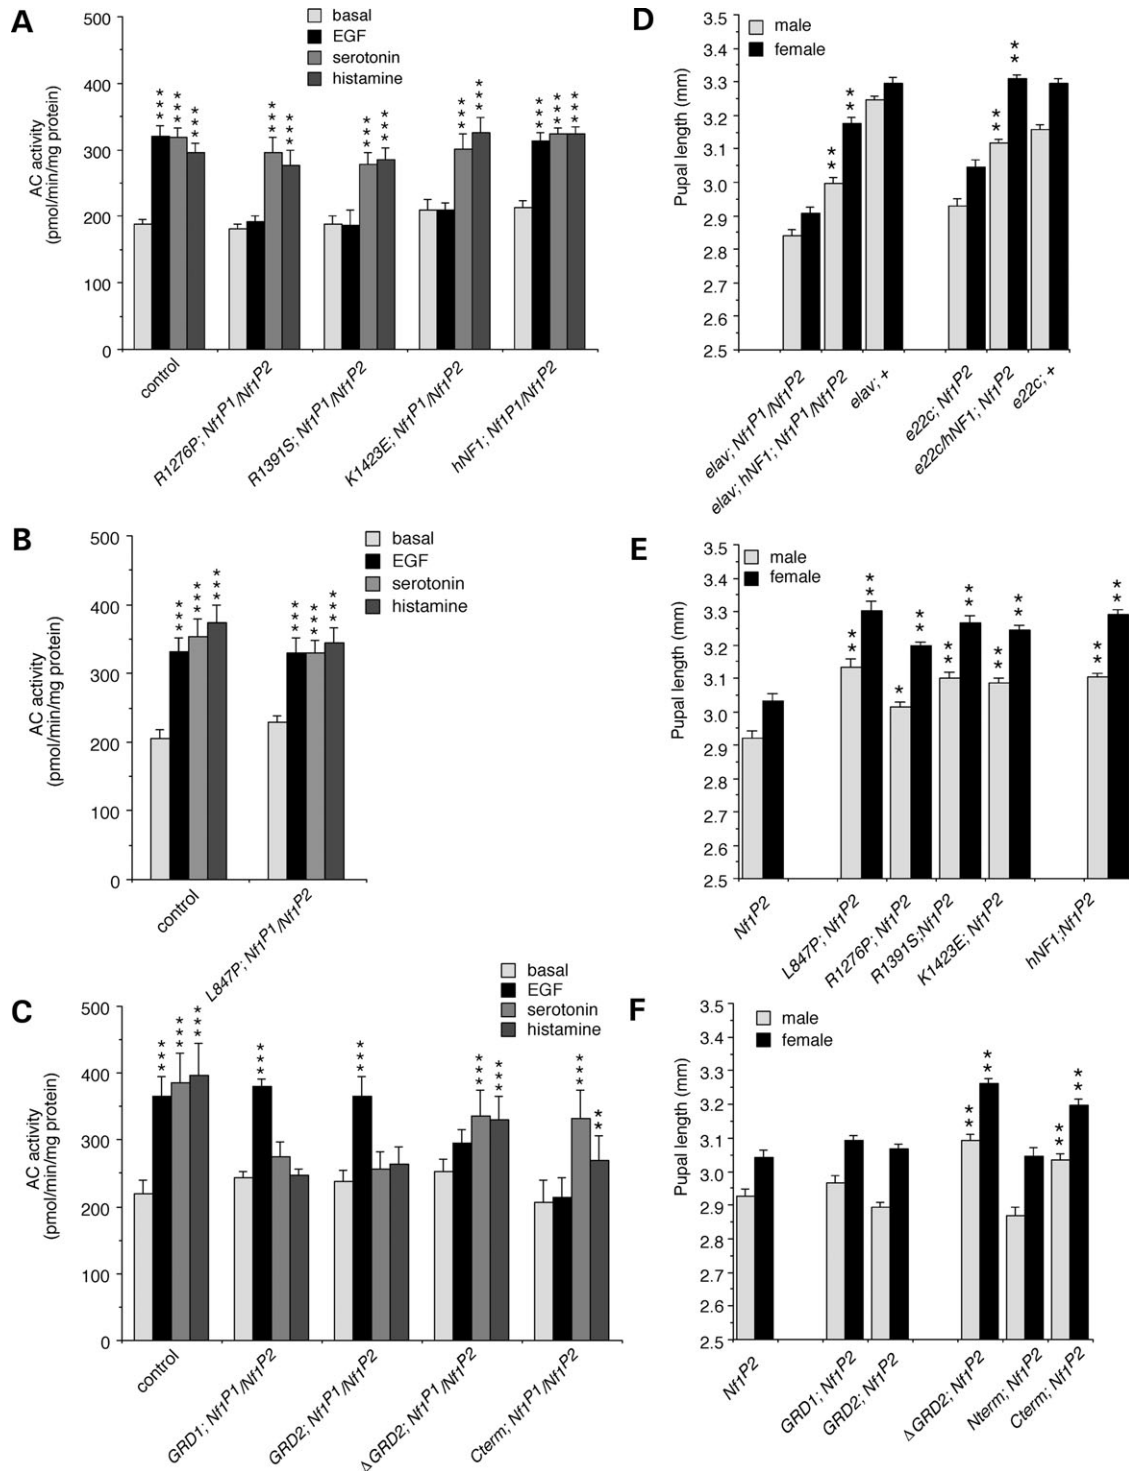 A
basal
EGF
serotonin
histamine
AC activity
(pmol/min/mg protein)
500
400
300
200
100
0
*** *** ***
*** ***
*** ***
*** ***
*** *** ***
control
R1276P; Nf1P1/Nf1P2
R1391S; Nf1P1/Nf1P2
K1423E; Nf1P1/Nf1P2
hNF1; Nf1P1/Nf1P2
B
basal
EGF
serotonin
histamine
AC activity
(pmol/min/mg protein)
500
400
300
200
100
0
*** *** ***
*** *** ***
control
L847P; Nf1P1/Nf1P2
C
basal
EGF
serotonin
histamine
AC activity
(pmol/min/mg protein)
500
400
300
200
100
0
*** *** ***
***
***
*** ***
*** **
control
GRD1; Nf1P1/Nf1P2
GRD2; Nf1P1/Nf1P2
ΔGRD2; Nf1P1/Nf1P2
Cterm; Nf1P1/Nf1P2
D
male
female
Pupal length (mm)
3.5
3.4
3.3
3.2
3.1
3.0
2.9
2.8
2.7
2.6
2.5
** **
** **
elav; Nf1P1/Nf1P2
elav; hNF1; Nf1P1/Nf1P2
elav; +
e22c; Nf1P2
e22c/hNF1; Nf1P2
e22c; +
E
male
female
Pupal length (mm)
3.5
3.4
3.3
3.2
3.1
3.0
2.9
2.8
2.7
2.6
2.5
** **
* **
** **
** **
** **
Nf1P2
L847P; Nf1P2
R1276P; Nf1P2
R1391S;Nf1P2
K1423E; Nf1P2
hNF1;Nf1P2
F
male
female
Pupal length (mm)
3.5
3.4
3.3
3.2
3.1
3.0
2.9
2.8
2.7
2.6
2.5
** **
** **
Nf1P2
GRD1; Nf1P2
GRD2; Nf1P2
ΔGRD2; Nf1P2
Nterm; Nf1P2
Cterm; Nf1P2